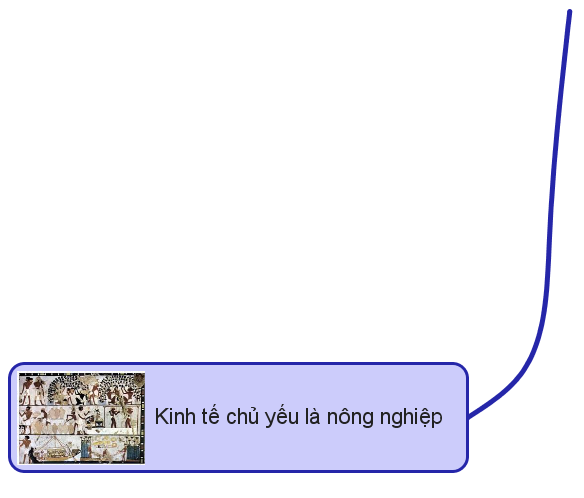 Kinh tế chủ yếu là nông nghiệp